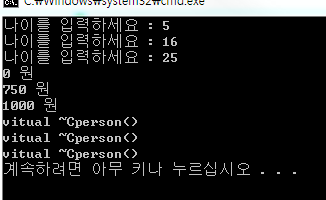 C:₩Windows₩system32₩cmd.exe
나이를 입력하세요 : 5
나이를 입력하세요 : 16
나이를 입력하세요 : 25
0 원
750 원
1000 원
vitual ~Cperson()
vitual ~Cperson()
vitual ~Cperson()
계속하려면 아무 키나 누르십시오 . . .